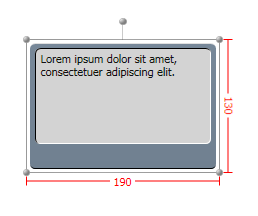 Lorem ipsum dolor sit amet,
consectetuer adipiscing elit.
130
190